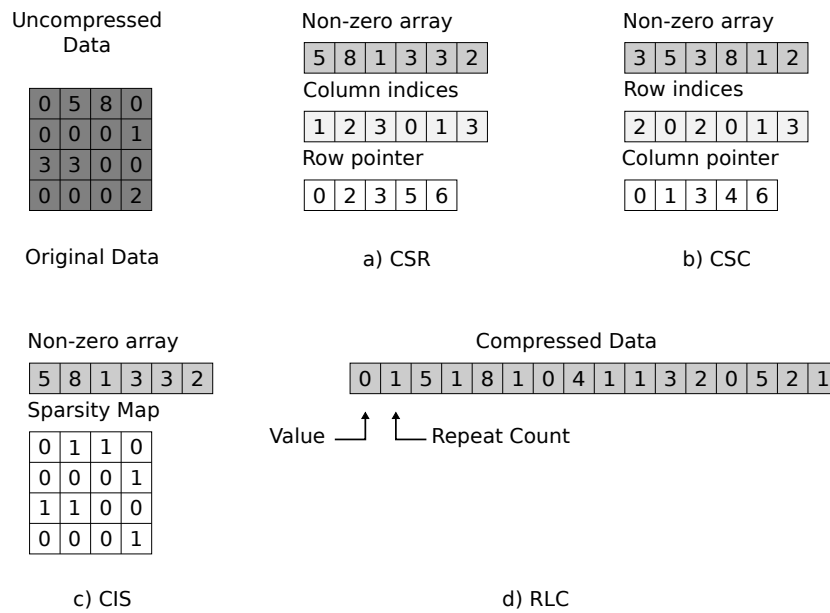 Uncompressed
Data
0 5 8 0
0 0 0 1
3 3 0 0
0 0 0 2
Original Data
Non-zero array
5 8 1 3 3 2
Column indices
1 2 3 0 1 3
Row pointer
0 2 3 5 6
a) CSR
Non-zero array
3 5 3 8 1 2
Row indices
2 0 2 0 1 3
Column pointer
0 1 3 4 6
b) CSC
Non-zero array
5 8 1 3 3 2
Sparsity Map
0 1 1 0
0 0 0 1
1 1 0 0
0 0 0 1
c) CIS
Compressed Data
0 1 5 1 8 1 0 4 1 1 3 2 0 5 2 1
Value
Repeat Count
d) RLC